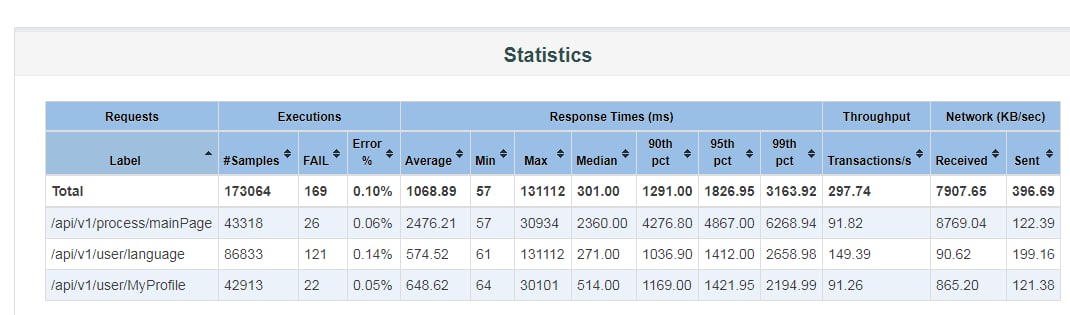 Statistics
Requests Executions Response Times (ms) Throughput Network (KB/sec)
Label #Samples FAIL Error % Average Min Max Median 90th pct 95th pct 99th pct Transactions/s Received Sent
Total 173064 169 0.10% 1068.89 57 131112 301.00 1291.00 1826.95 3163.92 297.74 7907.65 396.69
/api/v1/process/mainPage 43318 26 0.06% 2476.21 57 30934 2360.00 4276.80 4867.00 6268.94 91.82 8769.04 122.39
/api/v1/user/language 86833 121 0.14% 574.52 61 131112 271.00 1036.90 1412.00 2658.98 149.39 90.62 199.16
/api/v1/user/MyProfile 42913 22 0.05% 648.62 64 30101 514.00 1169.00 1421.95 2194.99 91.26 865.20 121.38